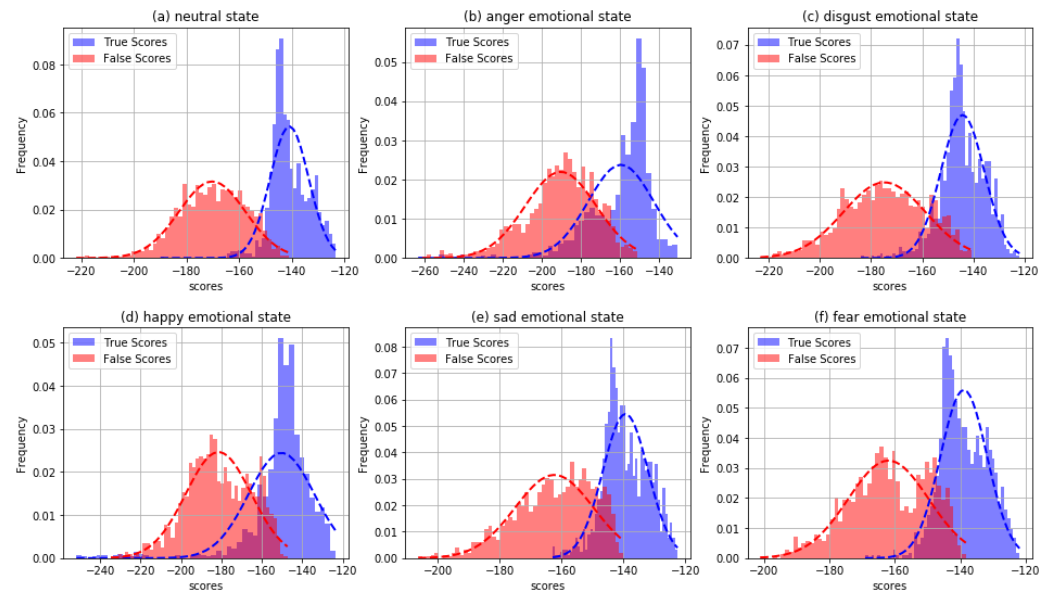 (a) neutral state
True Scores
False Scores
Frequency
0.08
0.06
0.04
0.02
0.00
−220 −200 −180 −160 −140 −120
scores
(b) anger emotional state
True Scores
False Scores
Frequency
0.05
0.04
0.03
0.02
0.01
0.00
−260 −240 −220 −200 −180 −160 −140
scores
(c) disgust emotional state
True Scores
False Scores
Frequency
0.07
0.06
0.05
0.04
0.03
0.02
0.01
0.00
−220 −200 −180 −160 −140 −120
scores
(d) happy emotional state
True Scores
False Scores
Frequency
0.05
0.04
0.03
0.02
0.01
0.00
−240 −220 −200 −180 −160 −140 −120
scores
(e) sad emotional state
True Scores
False Scores
Frequency
0.08
0.07
0.06
0.05
0.04
0.03
0.02
0.01
0.00
−200 −180 −160 −140 −120
scores
(f) fear emotional state
True Scores
False Scores
Frequency
0.07
0.06
0.05
0.04
0.03
0.02
0.01
0.00
−200 −180 −160 −140 −120
scores